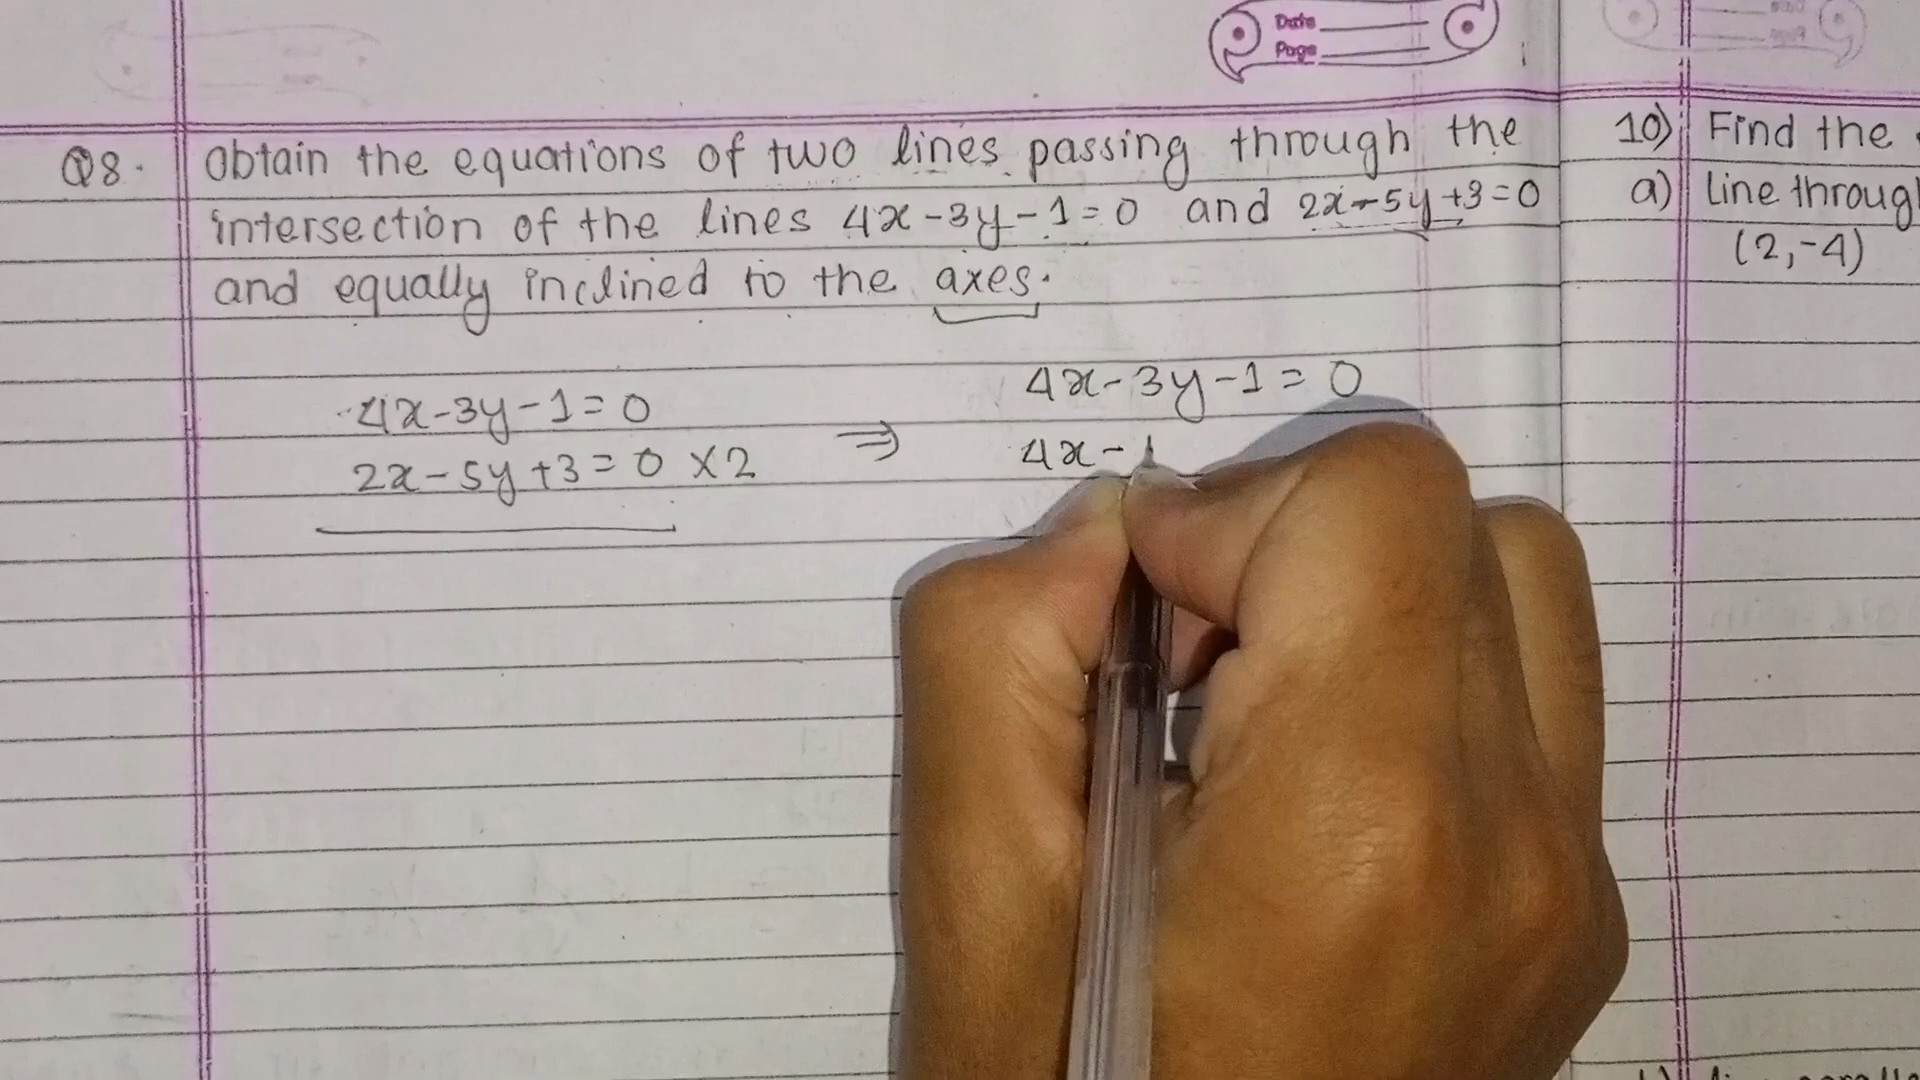 Date
Page
Q8. Obtain the equations of two lines passing through the
intersection of the lines 4x-3y-1=0 and 2x-5y+3=0
and equally inclined to the axes.
4x-3y-1=0
2x-5y+3=0 ×2
⇒
4x-3y-1=0
4x-1
10) Find the
a) line through
(2,-4)